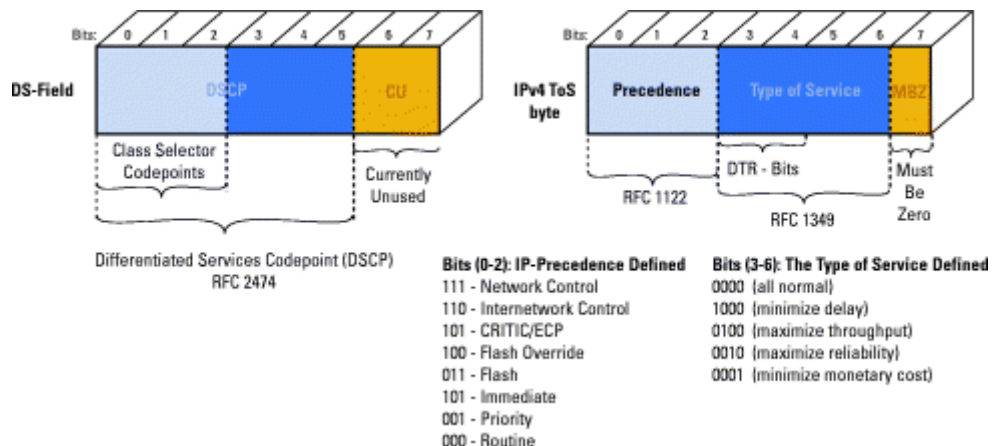 Bits: 0 1 2 3 4 5 6 7
DS-Field
DSCP
CU
Class Selector
Codepoints
Currently
Unused
Differentiated Services Codepoint (DSCP)
RFC 2474
Bits: 0 1 2 3 4 5 6 7
IPv4 ToS
byte
Precedence
Type of Service
MBZ
DTR - Bits
RFC 1122
RFC 1349
Must
Be
Zero
Bits (0-2): IP-Precedence Defined
111 - Network Control
110 - Internetwork Control
101 - CRITIC/ECP
100 - Flash Override
011 - Flash
101 - Immediate
001 - Priority
000 - Routine
Bits (3-6): The Type of Service Defined
0000 (all normal)
1000 (minimize delay)
0100 (maximize throughput)
0010 (maximize reliability)
0001 (minimize monetary cost)